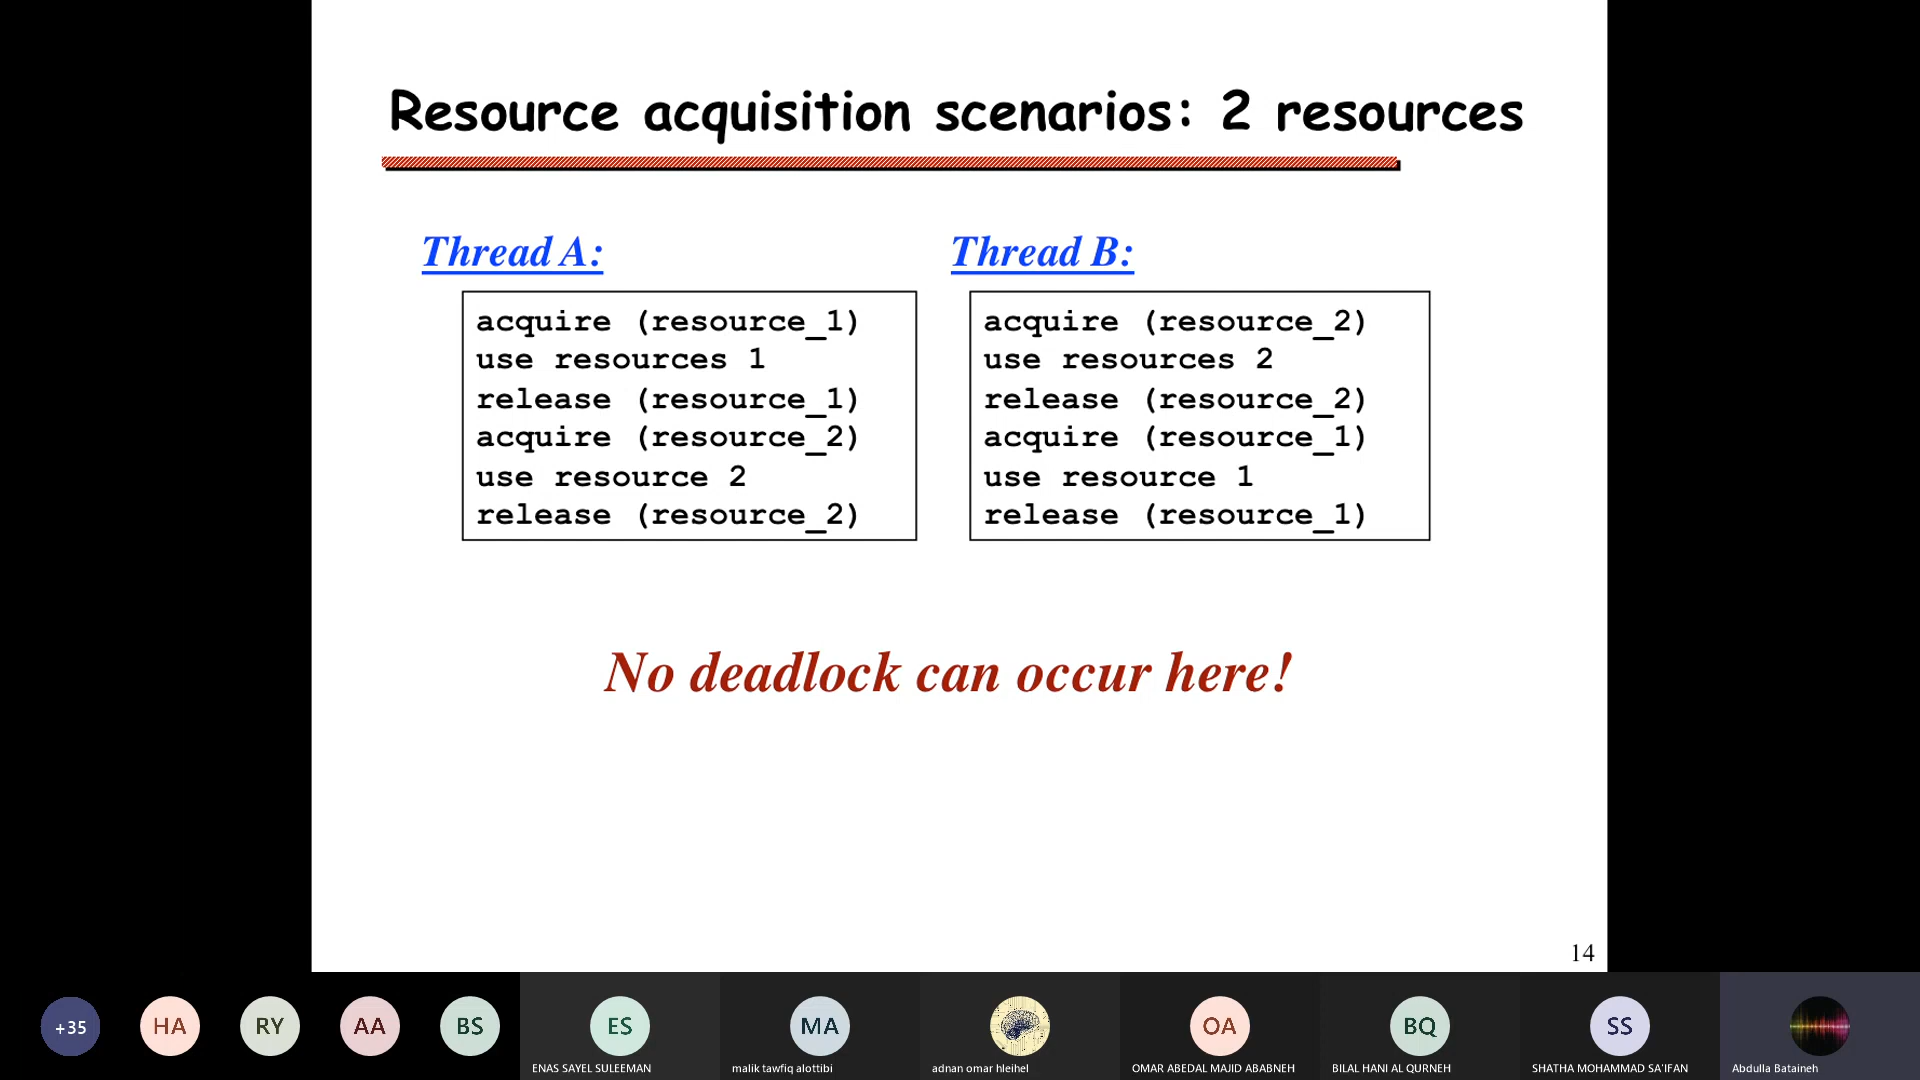 Resource acquisition scenarios: 2 resources
Thread A:
acquire (resource_1)
use resources 1
release (resource_1)
acquire (resource_2)
use resource 2
release (resource_2)
Thread B:
acquire (resource_2)
use resources 2
release (resource_2)
acquire (resource_1)
use resource 1
release (resource_1)
No deadlock can occur here!
14
+35
HA
RY
AA
BS
ES
ENAS SAYEL SULEEMAN
MA
malik tawfiq alottibi
adnan omar hleihel
OA
OMAR ABEDAL MAJID ABABNEH
BQ
BILAL HANI AL QURNEH
SS
SHATHA MOHAMMAD SA'IFAN
Abdulla Bataineh